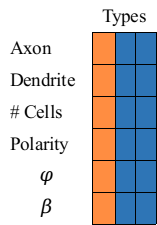 Types
Axon
Dendrite
# Cells
Polarity
φ
β